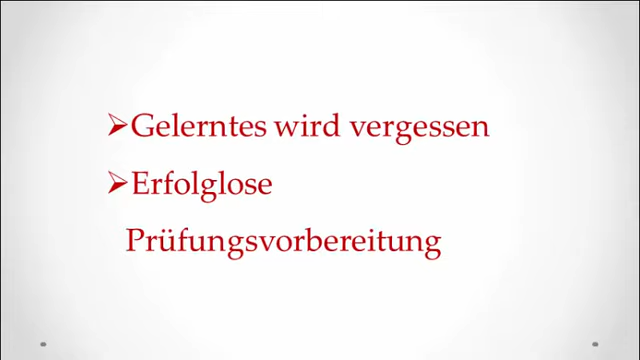 ➢Gelerntes wird vergessen
➢Erfolglose
Prüfungsvorbereitung